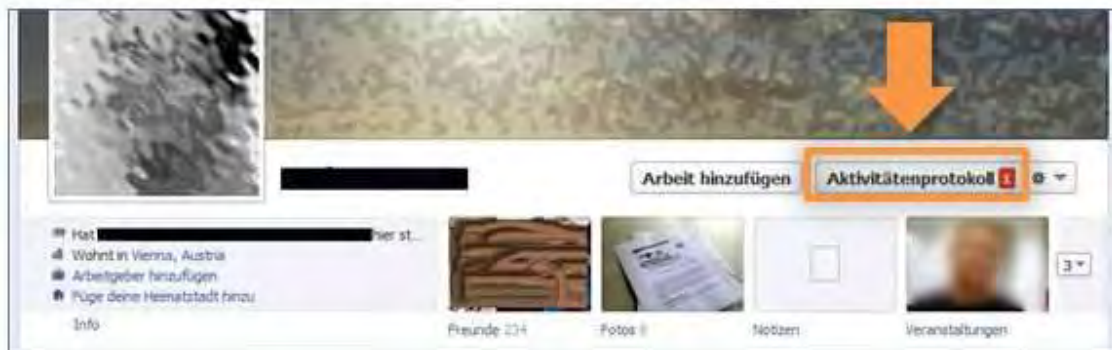 Arbeit hinzufügen
Aktivitätenprotokoll 1
Hat hier st...
Wohnt in Vienna, Austria
Arbeitgeber hinzufügen
Füge deine Heimatstadt hinzu
Info
Freunde 234
Fotos 8
Notizen
Veranstaltungen
3